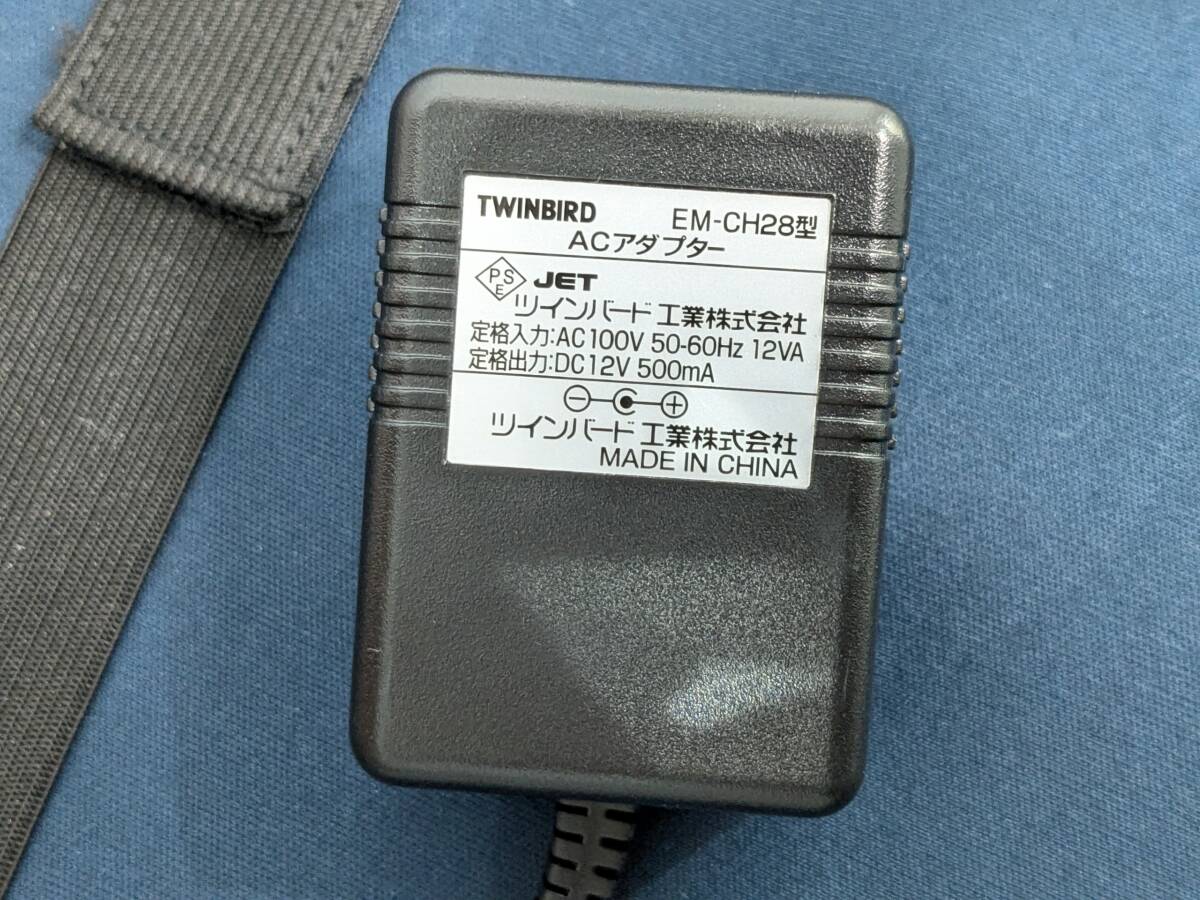 TWINBIRD EM-CH28型
ACアダプター
PSE JET
ツインバード工業株式会社
定格入力:AC100V 50-60Hz 12VA
定格出力:DC12V 500mA
ツインバード工業株式会社
MADE IN CHINA